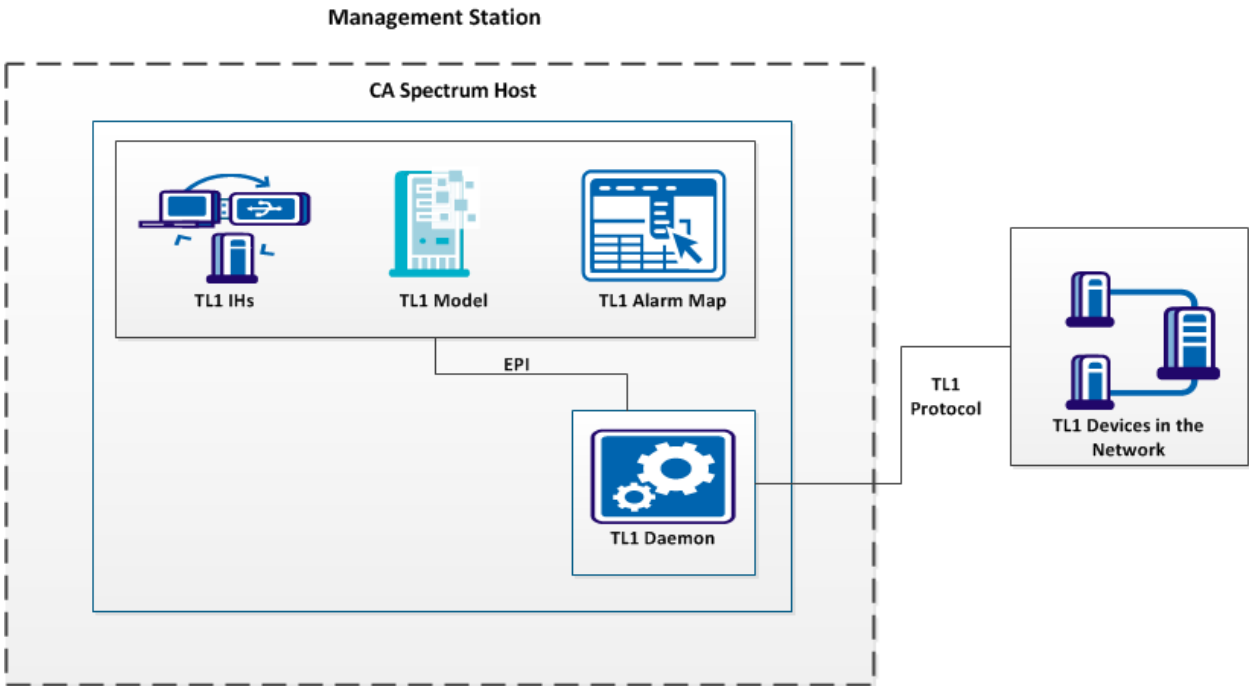 Management Station
CA Spectrum Host
TL1 IHs
TL1 Model
TL1 Alarm Map
EPI
TL1
Protocol
TL1 Devices in the
Network
TL1 Daemon